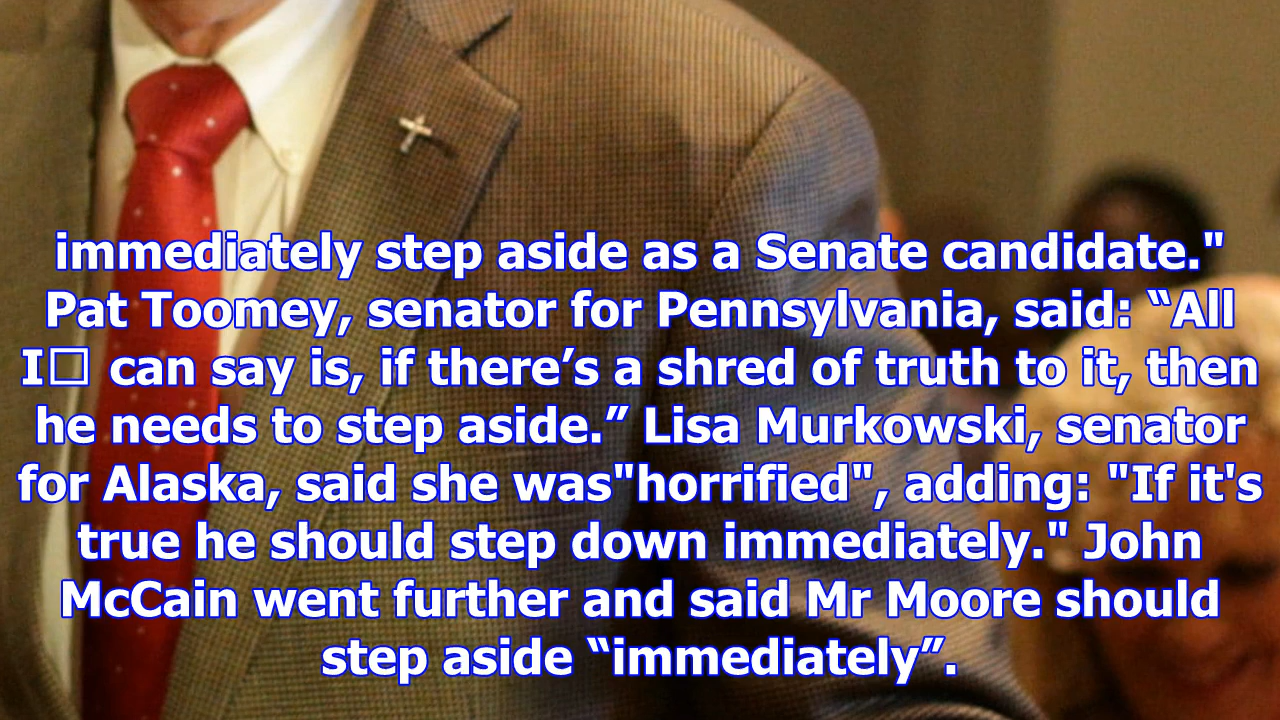 immediately step aside as a Senate candidate."
Pat Toomey, senator for Pennsylvania, said: “All
I□ can say is, if there’s a shred of truth to it, then
he needs to step aside.” Lisa Murkowski, senator
for Alaska, said she was"horrified", adding: "If it's
true he should step down immediately." John
McCain went further and said Mr Moore should
step aside “immediately”.